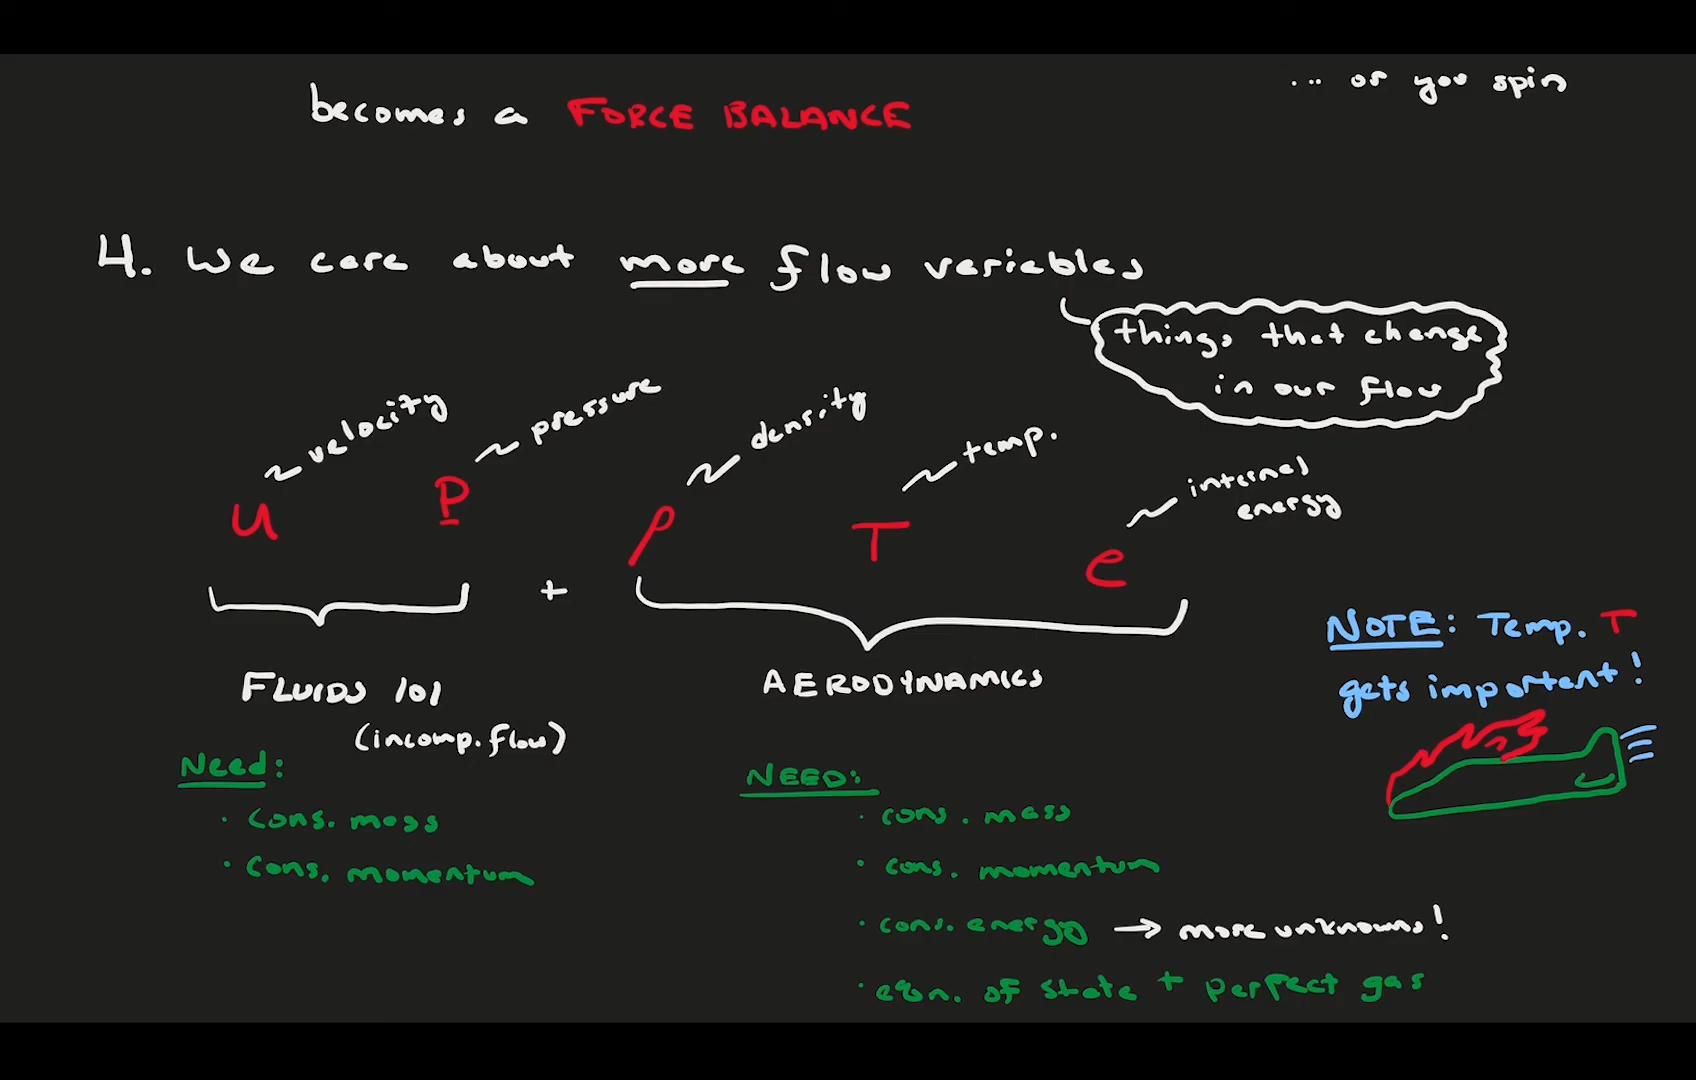 ... or you spin
becomes a FORCE BALANCE
4. We care about more flow variables
things that change
in our flow
velocity
pressure
density
temp.
internal
energy
u P + ρ T e
FLUIDS 101
(incomp. flow)
AERODYNAMICS
NOTE: Temp. T
gets important!
Need:
· Cons. mass
· Cons. momentum
NEED:
· cons. mass
· cons. momentum
· cons. energy → more unknowns!
· eqn. of state + perfect gas